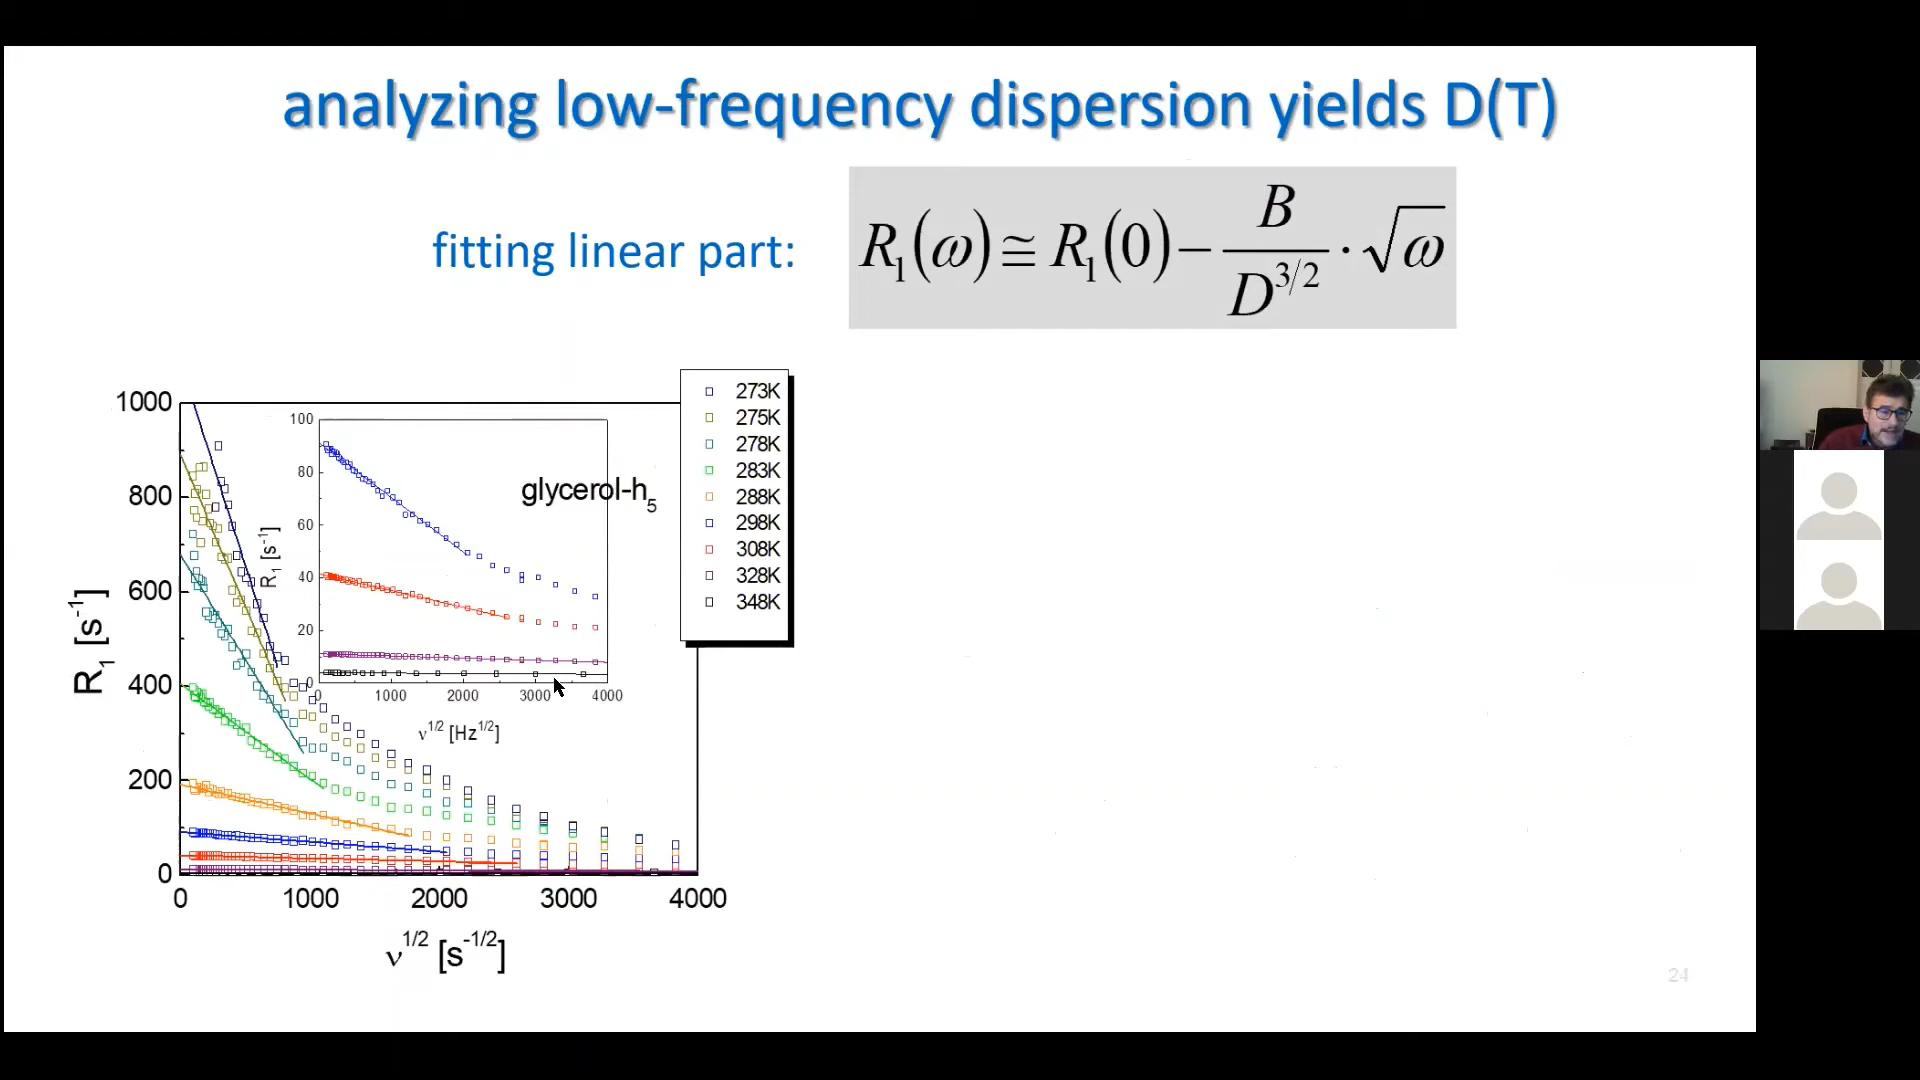 analyzing low-frequency dispersion yields D(T)
fitting linear part:
R₁(ω) ≅ R₁(0) − B/D^{3/2} · √ω
273K
275K
278K
283K
288K
298K
308K
328K
348K
glycerol-h₅
100
80
60
40
20
0
R₁ [s⁻¹]
0 1000 2000 3000 4000
ν^{1/2} [Hz^{1/2}]
1000
800
600
400
200
0
R₁ [s⁻¹]
0 1000 2000 3000 4000
ν^{1/2} [s^{-1/2}]
24